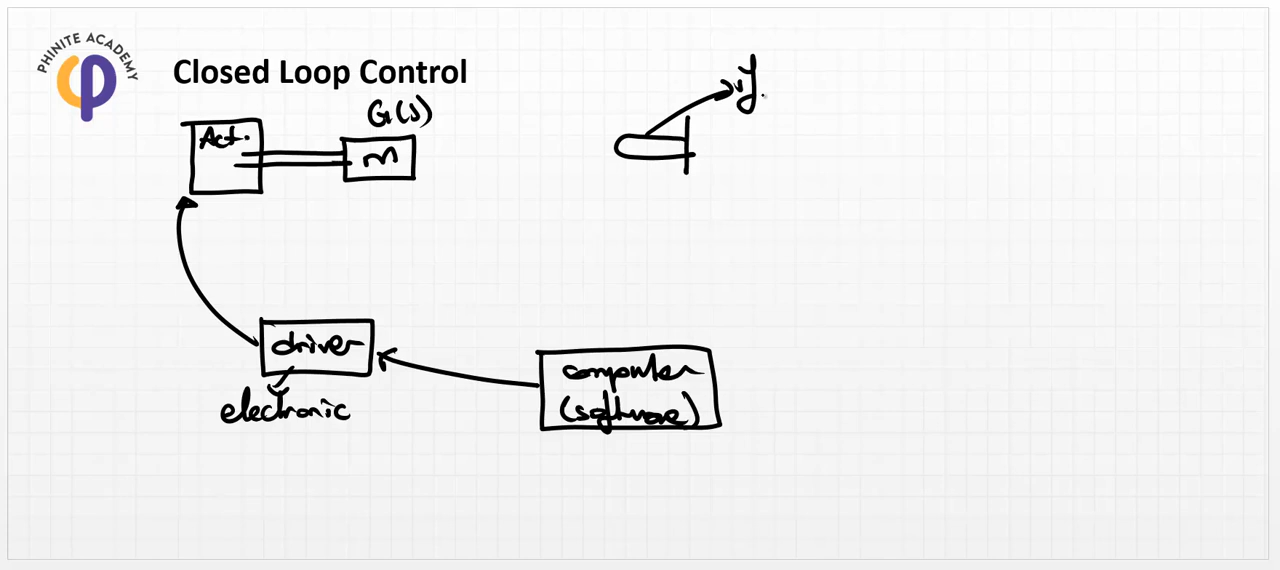 PHINITE ACADEMY
Closed Loop Control
G(s)
Act.
m
y.
driver
electronic
computer
(software)